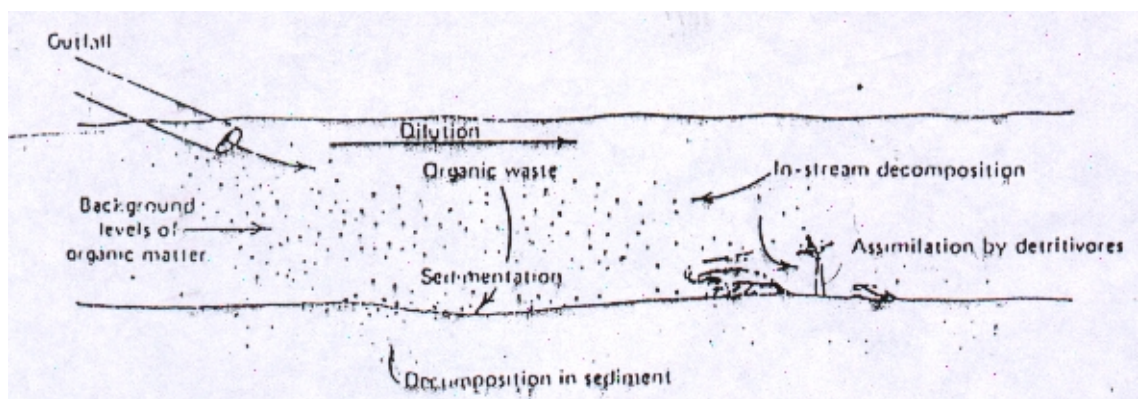 Outfall
Dilution
Organic waste
In-stream decomposition
Background
levels of
organic matter
Assimilation by detritivores
Sedimentation
Decomposition in sediment